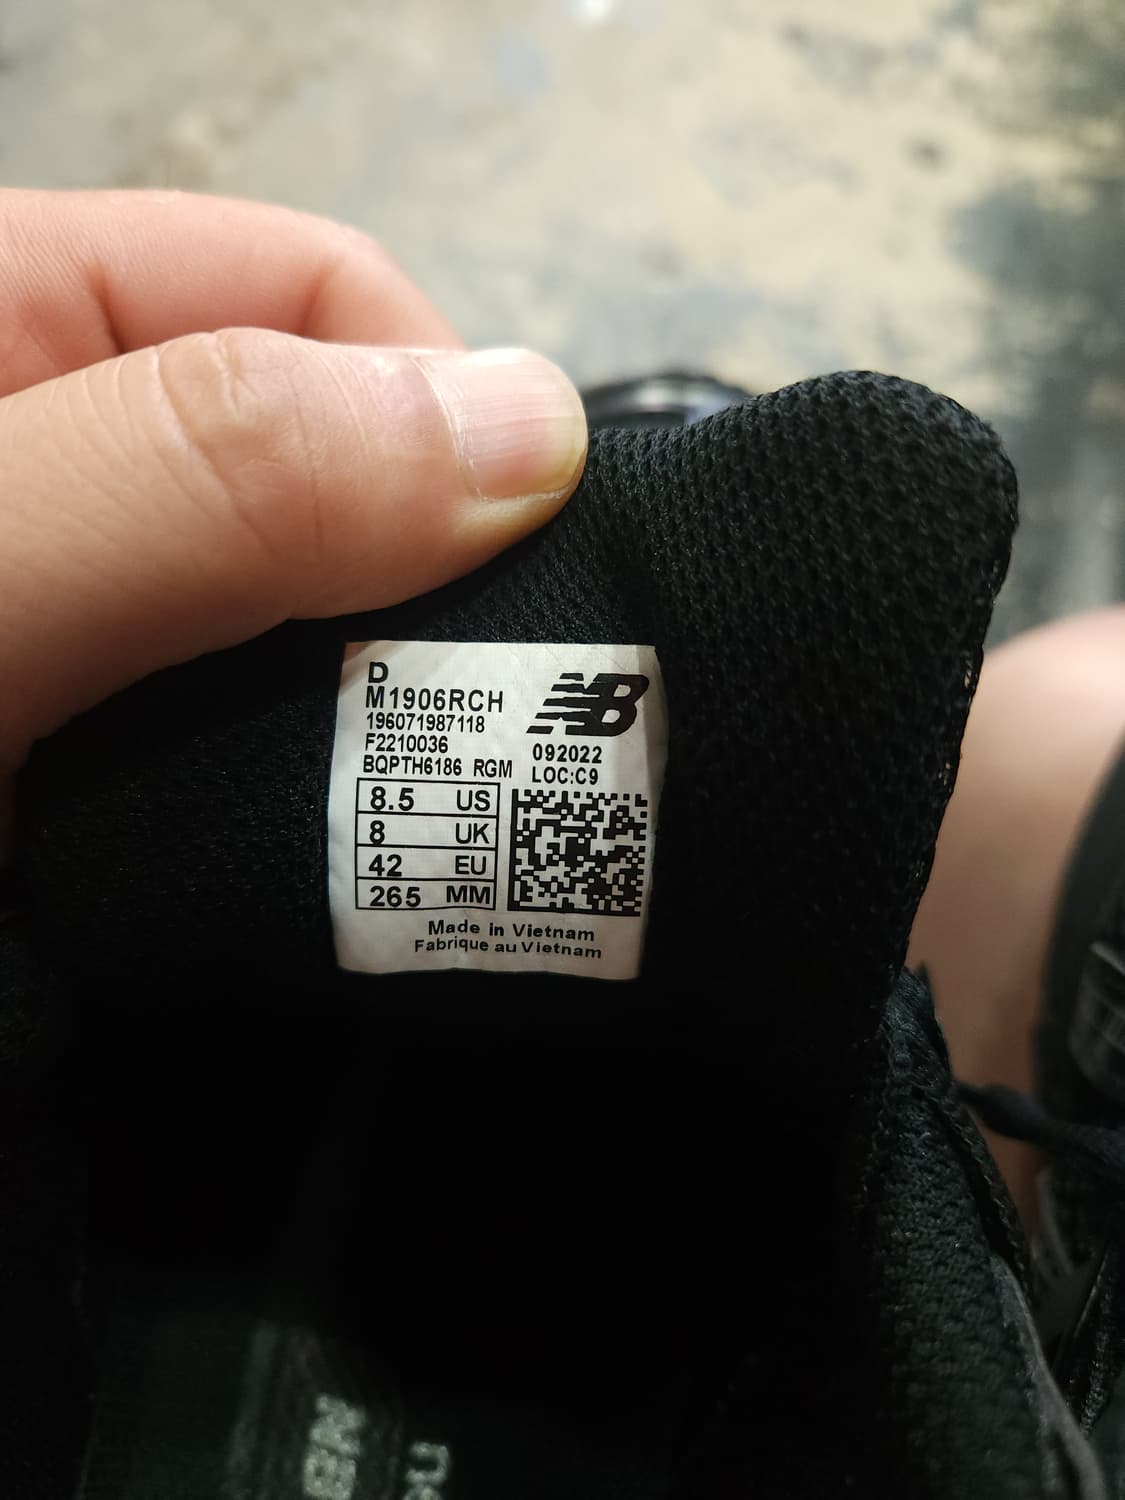 D
M1906RCH
196071987118
F2210036
BQPTH6186 RGM
NB
092022
LOC:C9
8.5 US
8 UK
42 EU
265 MM
Made in Vietnam
Fabrique au Vietnam